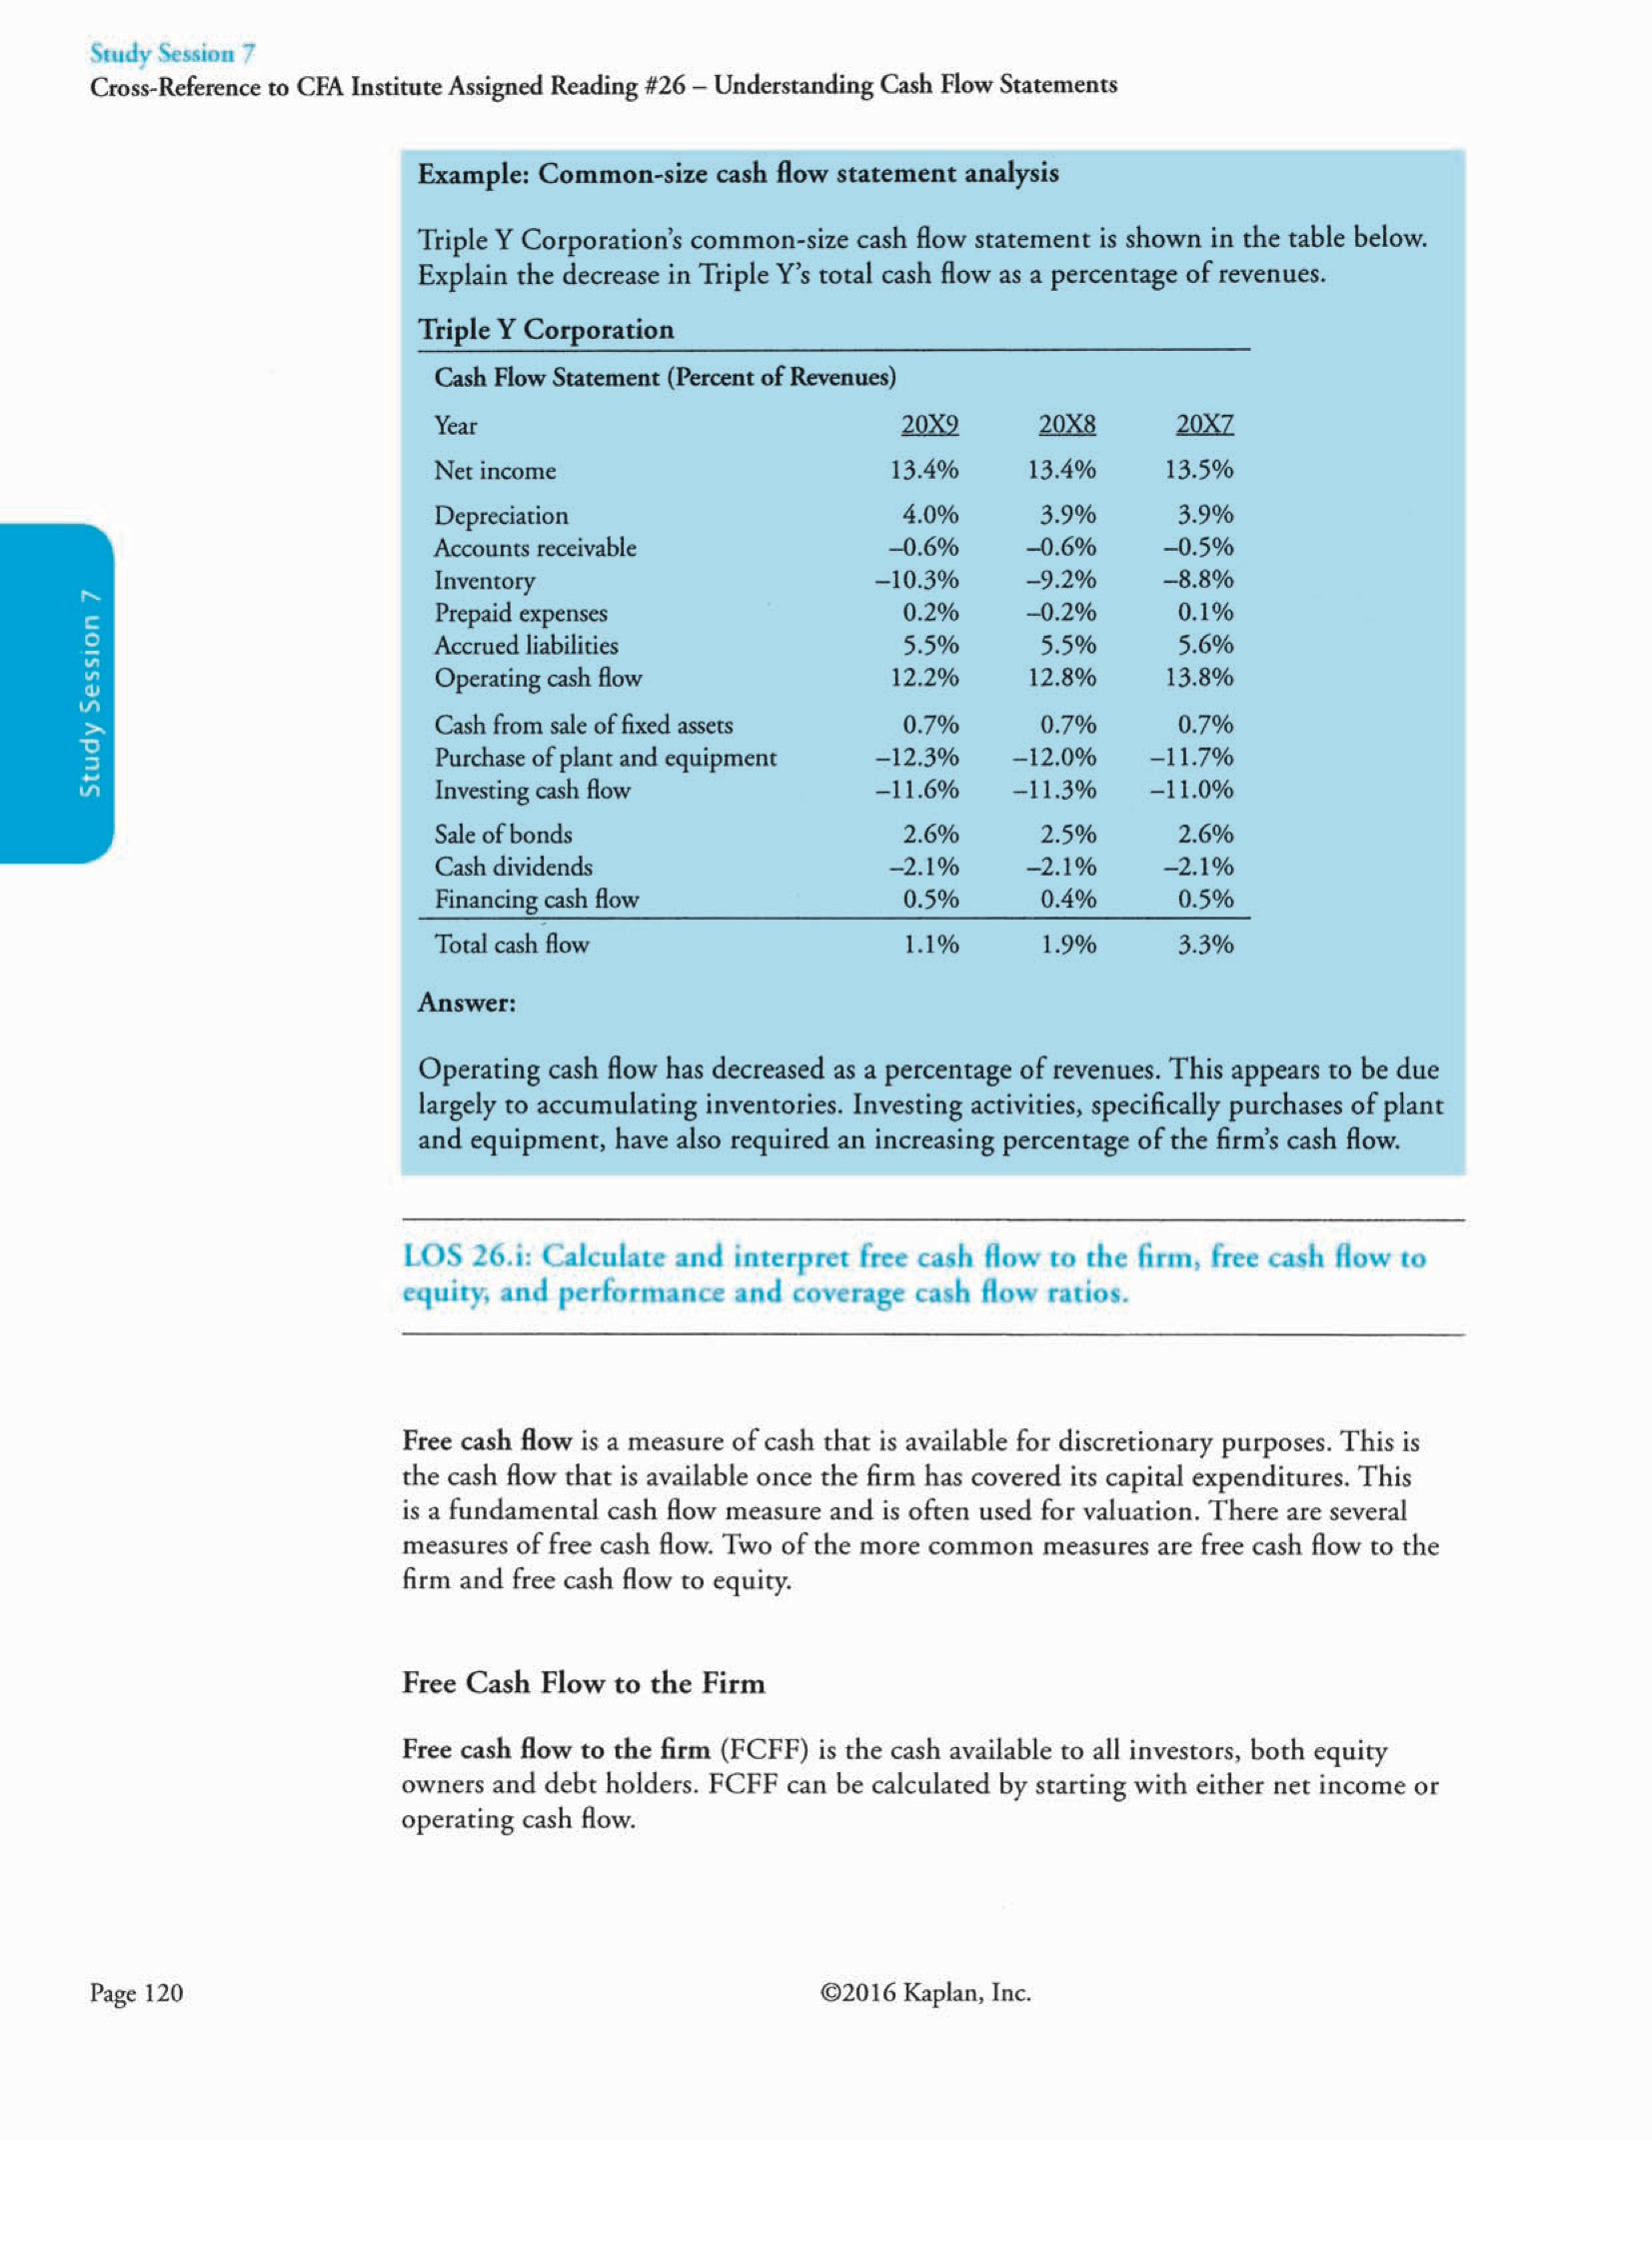 Study Session 7
Cross-Reference to CFA Institute Assigned Reading #26 – Understanding Cash Flow Statements
Example: Common-size cash flow statement analysis
Triple Y Corporation's common-size cash flow statement is shown in the table below.
Explain the decrease in Triple Y's total cash flow as a percentage of revenues.
Triple Y Corporation
Cash Flow Statement (Percent of Revenues)
Year 20X9 20X8 20X7
Net income 13.4% 13.4% 13.5%
Depreciation 4.0% 3.9% 3.9%
Accounts receivable –0.6% –0.6% –0.5%
Inventory –10.3% –9.2% –8.8%
Prepaid expenses 0.2% –0.2% 0.1%
Accrued liabilities 5.5% 5.5% 5.6%
Operating cash flow 12.2% 12.8% 13.8%
Cash from sale of fixed assets 0.7% 0.7% 0.7%
Purchase of plant and equipment –12.3% –12.0% –11.7%
Investing cash flow –11.6% –11.3% –11.0%
Sale of bonds 2.6% 2.5% 2.6%
Cash dividends –2.1% –2.1% –2.1%
Financing cash flow 0.5% 0.4% 0.5%
Total cash flow 1.1% 1.9% 3.3%
Answer:
Operating cash flow has decreased as a percentage of revenues. This appears to be due
largely to accumulating inventories. Investing activities, specifically purchases of plant
and equipment, have also required an increasing percentage of the firm's cash flow.
Study Session 7
LOS 26.i: Calculate and interpret free cash flow to the firm, free cash flow to
equity, and performance and coverage cash flow ratios.
Free cash flow is a measure of cash that is available for discretionary purposes. This is
the cash flow that is available once the firm has covered its capital expenditures. This
is a fundamental cash flow measure and is often used for valuation. There are several
measures of free cash flow. Two of the more common measures are free cash flow to the
firm and free cash flow to equity.
Free Cash Flow to the Firm
Free cash flow to the firm (FCFF) is the cash available to all investors, both equity
owners and debt holders. FCFF can be calculated by starting with either net income or
operating cash flow.
Page 120
©2016 Kaplan, Inc.